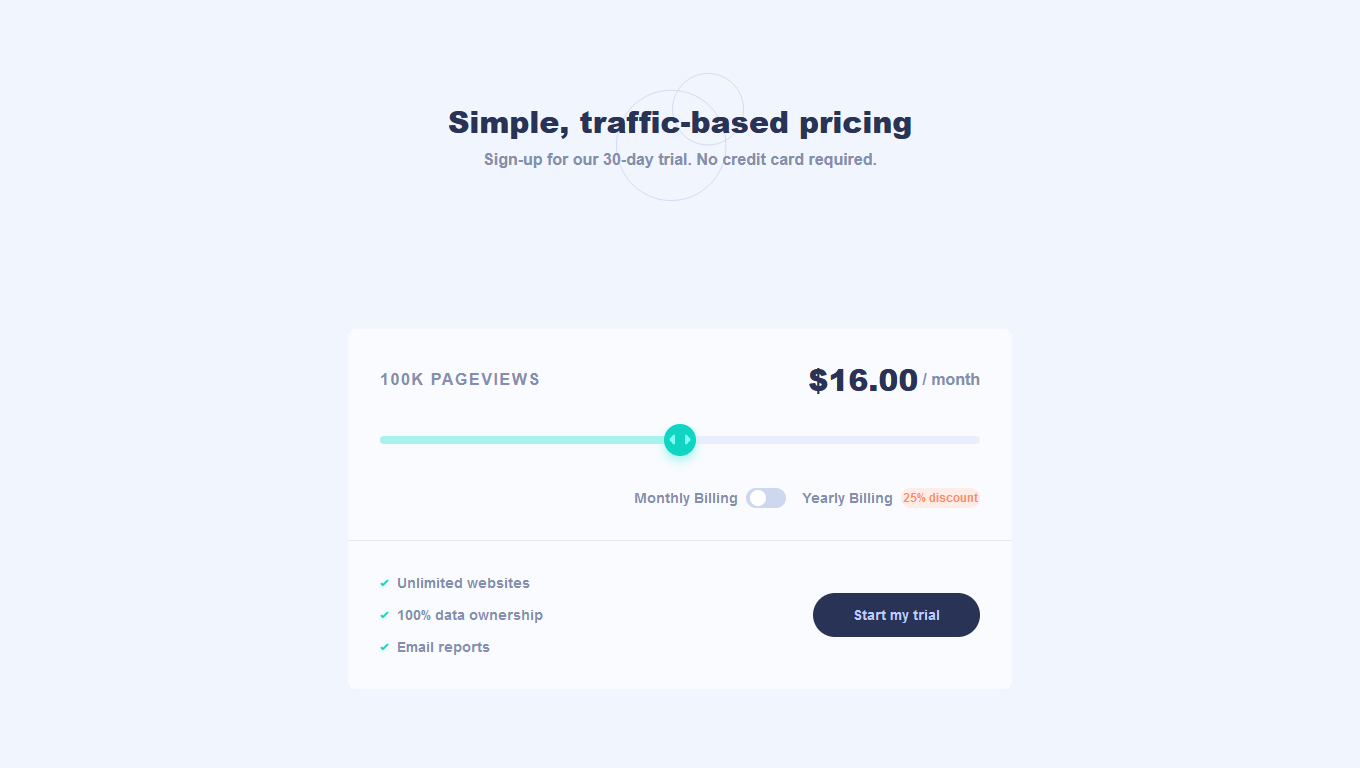 Simple, traffic-based pricing
Sign-up for our 30-day trial. No credit card required.
100K PAGEVIEWS
$16.00 / month
Monthly Billing
Yearly Billing
25% discount
Unlimited websites
100% data ownership
Email reports
Start my trial